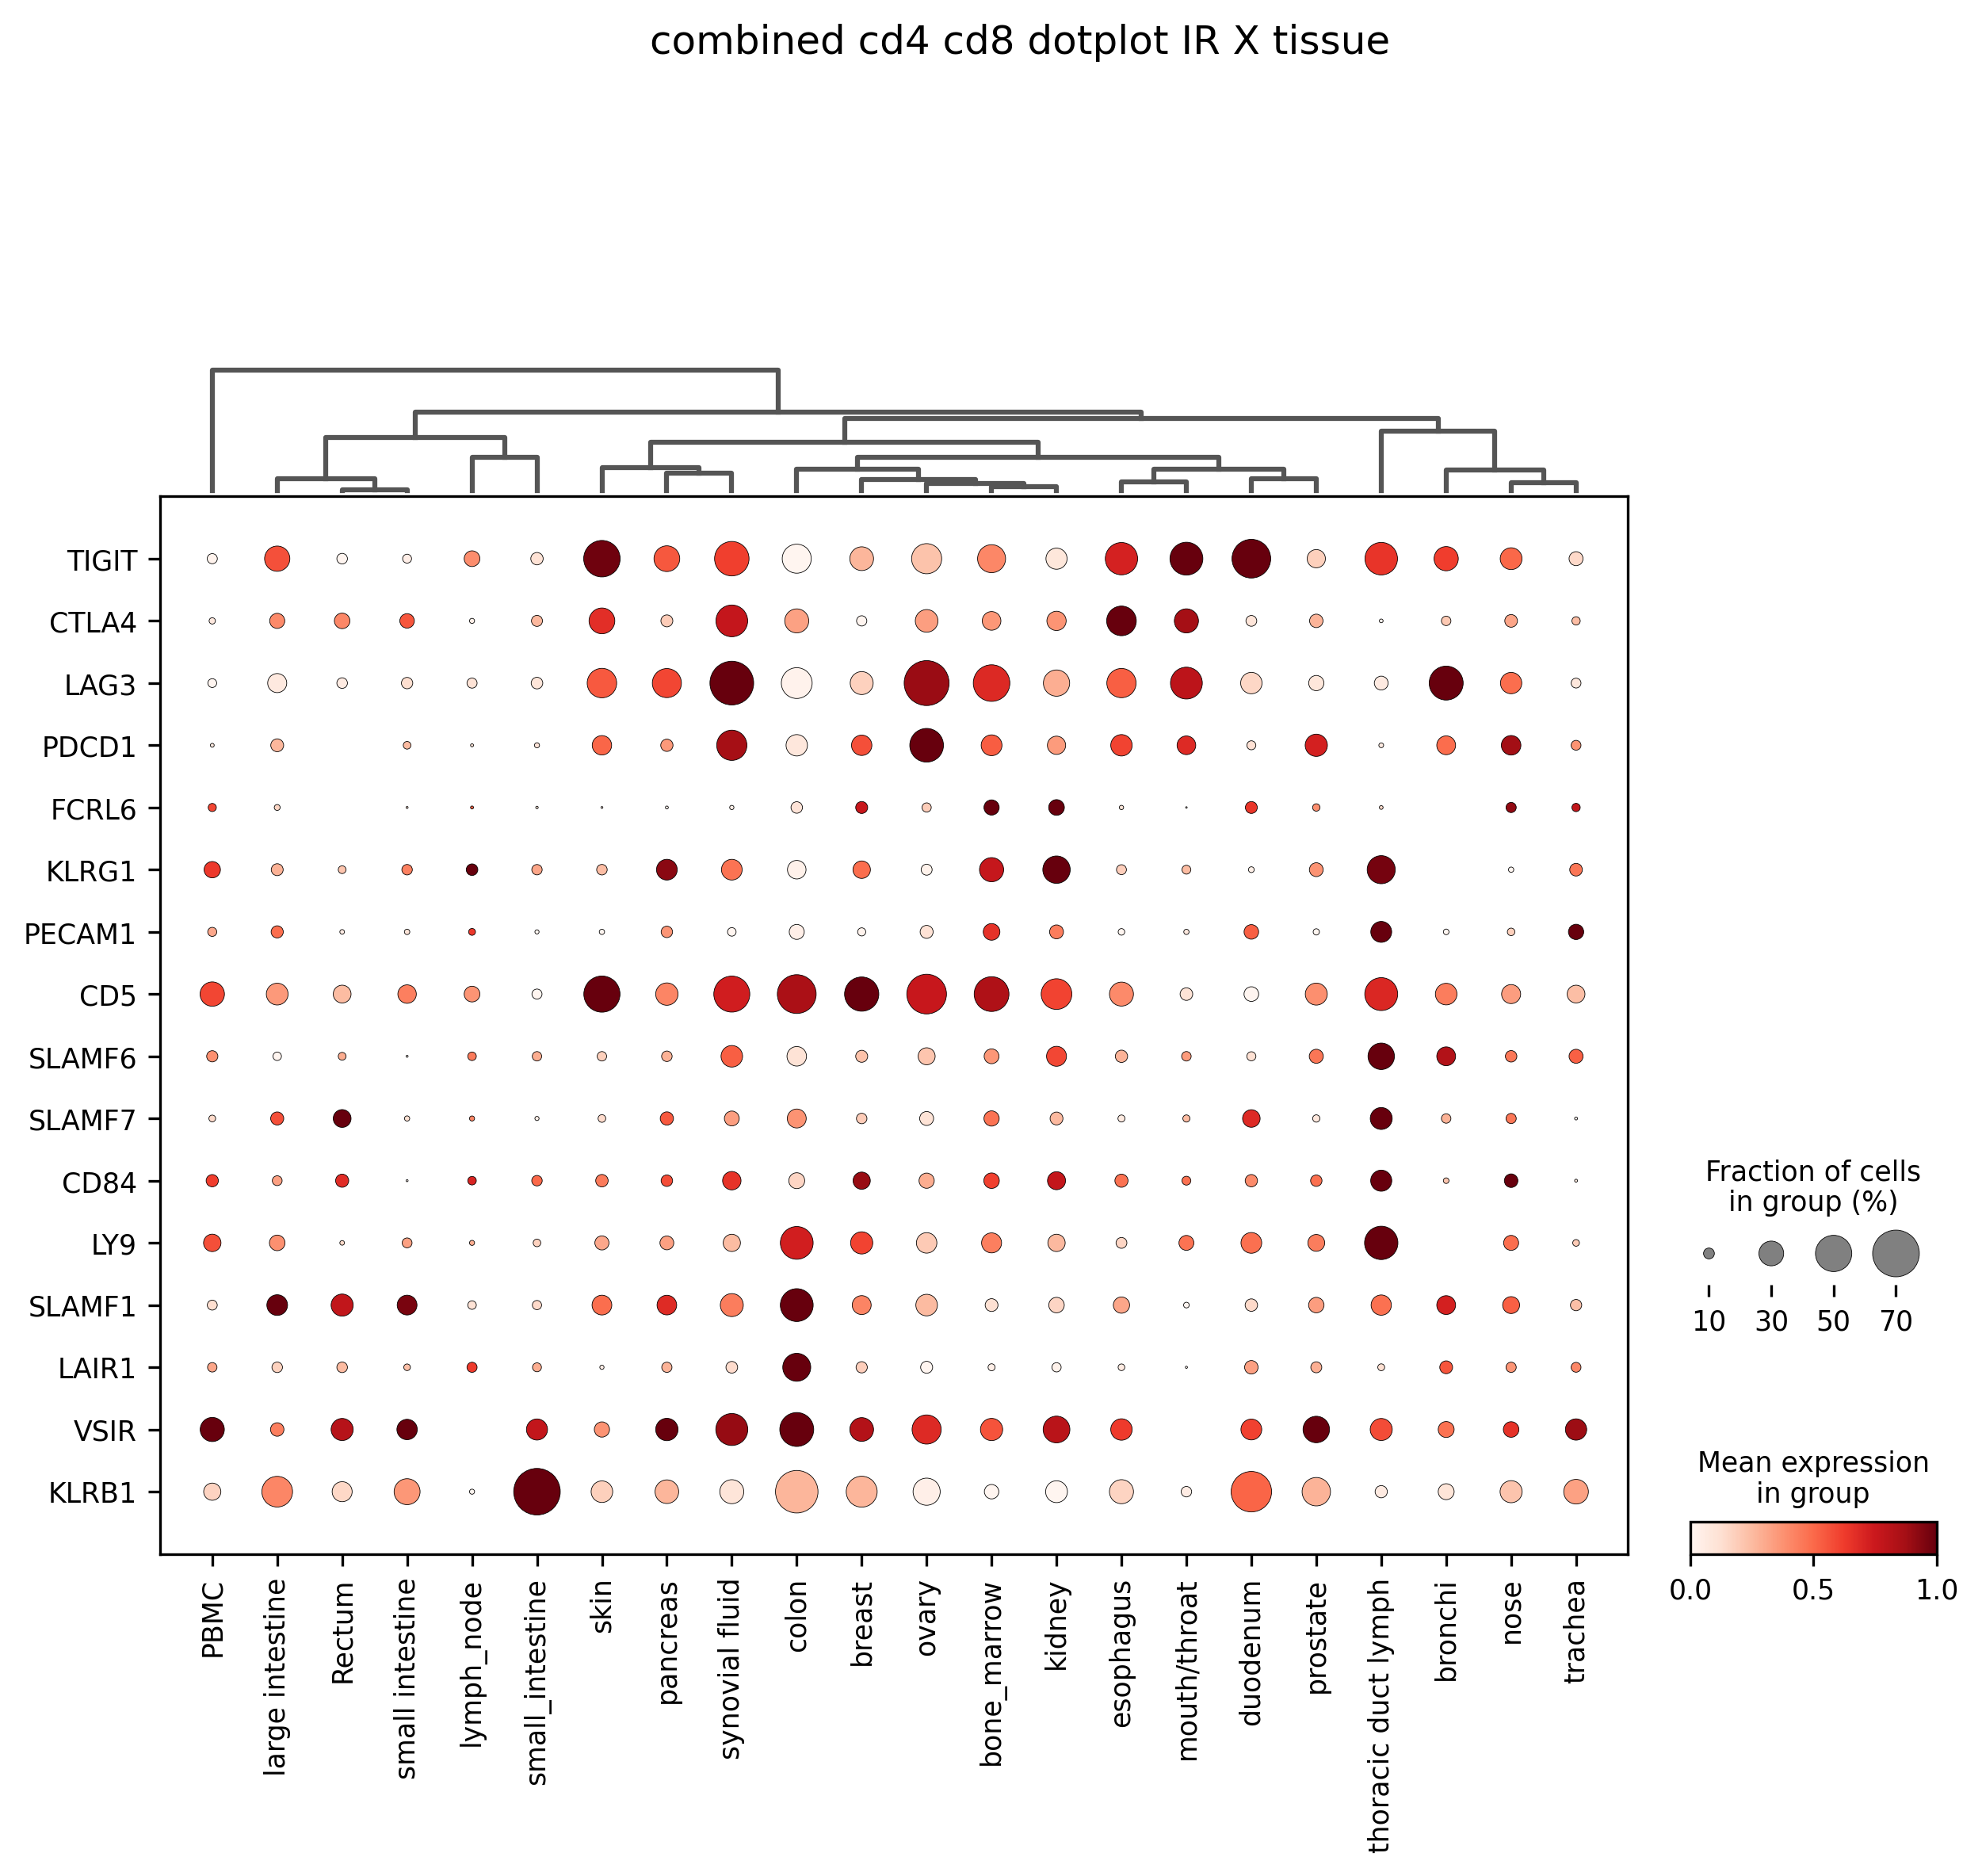 combined cd4 cd8 dotplot IR X tissue
TIGIT
CTLA4
LAG3
PDCD1
FCRL6
KLRG1
PECAM1
CD5
SLAMF6
SLAMF7
CD84
LY9
SLAMF1
LAIR1
VSIR
KLRB1
PBMC
large intestine
Rectum
small intestine
lymph_node
small_intestine
skin
pancreas
synovial fluid
colon
breast
ovary
bone_marrow
kidney
esophagus
mouth/throat
duodenum
prostate
thoracic duct lymph
bronchi
nose
trachea
Fraction of cells
in group (%)
10 30 50 70
Mean expression
in group
0.0 0.5 1.0